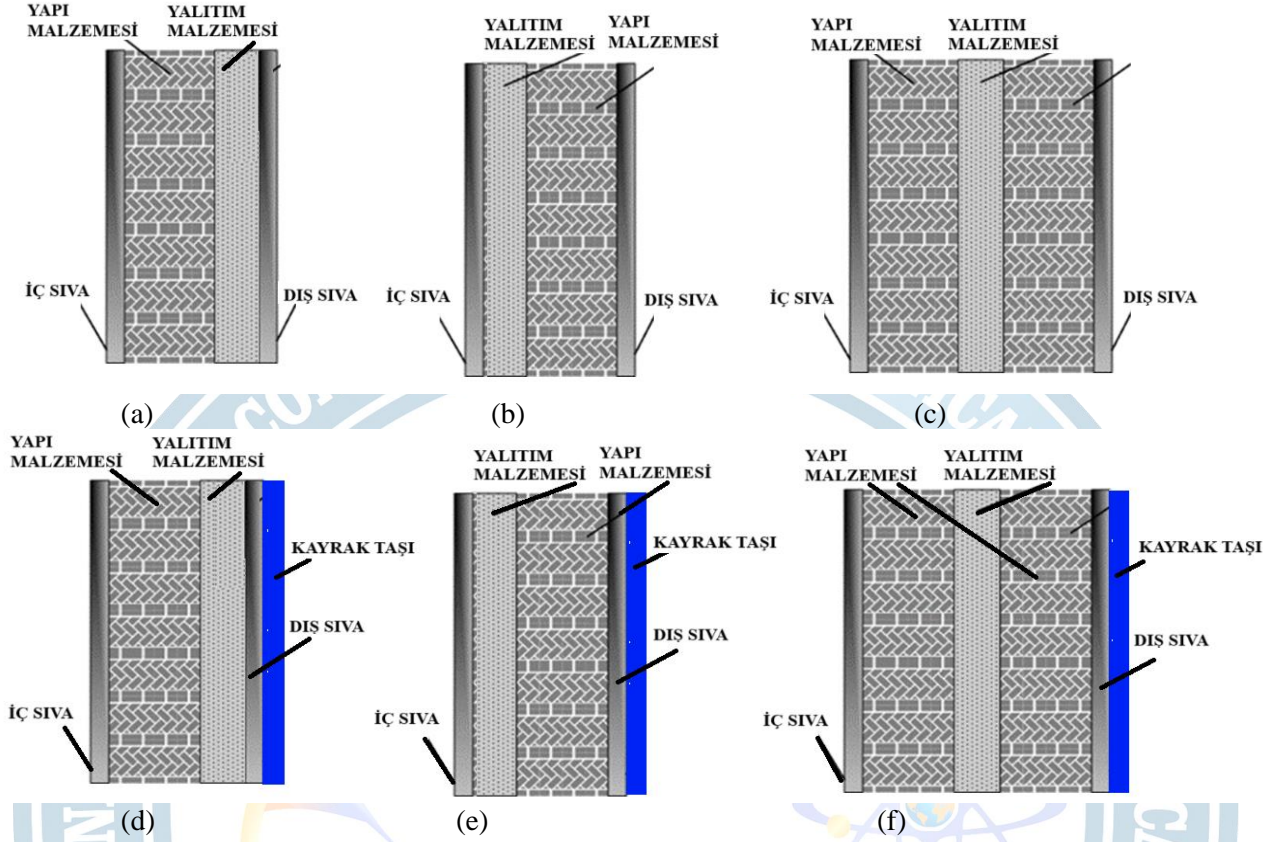 YAPI
MALZEMESİ
YALITIM
MALZEMESİ
İÇ SIVA
DIŞ SIVA
(a)
YALITIM
MALZEMESİ
YAPI
MALZEMESİ
İÇ SIVA
DIŞ SIVA
(b)
YAPI
MALZEMESİ
YALITIM
MALZEMESİ
İÇ SIVA
DIŞ SIVA
(c)
YAPI
MALZEMESİ
YALITIM
MALZEMESİ
KAYRAK TAŞI
DIŞ SIVA
İÇ SIVA
(d)
YALITIM
MALZEMESİ
YAPI
MALZEMESİ
KAYRAK TAŞI
DIŞ SIVA
İÇ SIVA
(e)
YAPI
MALZEMESİ
YALITIM
MALZEMESİ
KAYRAK TAŞI
DIŞ SIVA
İÇ SIVA
(f)